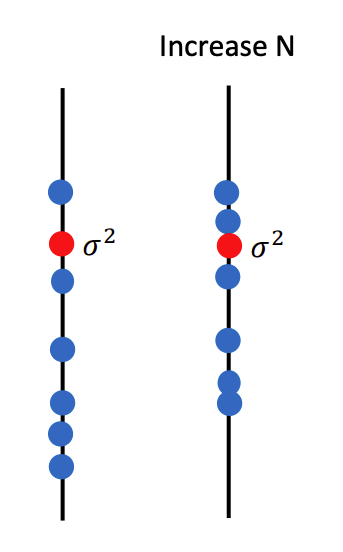 Increase N
σ²
σ²